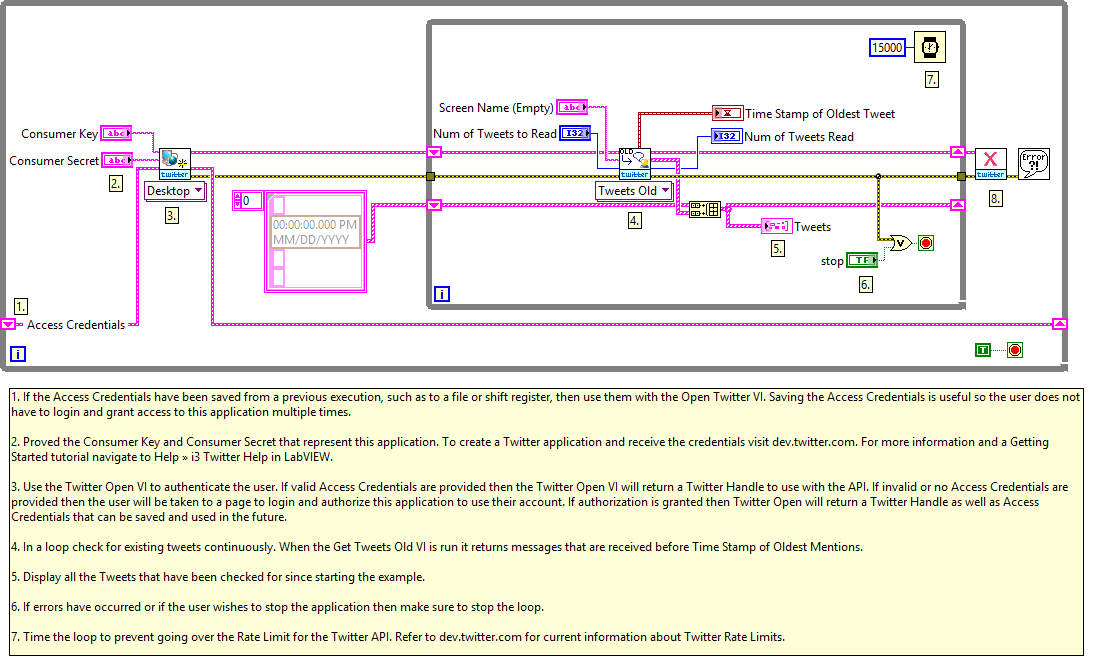 15000
7.
Screen Name (Empty) abc
Time Stamp of Oldest Tweet
Consumer Key abc
Num of Tweets to Read I32
I32 Num of Tweets Read
OLD
Consumer Secret abc
twitter
twitter
twitter
Error ?!
2.
Desktop
Tweets Old
8.
0
3.
4.
00:00:00.000 PM
MM/DD/YYYY
Tweets
5.
V
stop TF
6.
i
1.
Access Credentials
i
T
1. If the Access Credentials have been saved from a previous execution, such as to a file or shift register, then use them with the Open Twitter VI. Saving the Access Credentials is useful so the user does not
have to login and grant access to this application multiple times.
2. Proved the Consumer Key and Consumer Secret that represent this application. To create a Twitter application and receive the credentials visit dev.twitter.com. For more information and a Getting
Started tutorial navigate to Help » i3 Twitter Help in LabVIEW.
3. Use the Twitter Open VI to authenticate the user. If valid Access Credentials are provided then the Twitter Open VI will return a Twitter Handle to use with the API. If invalid or no Access Credentials are
provided then the user will be taken to a page to login and authorize this application to use their account. If authorization is granted then Twitter Open will return a Twitter Handle as well as Access
Credentials that can be saved and used in the future.
4. In a loop check for existing tweets continuously. When the Get Tweets Old VI is run it returns messages that are received before Time Stamp of Oldest Mentions.
5. Display all the Tweets that have been checked for since starting the example.
6. If errors have occurred or if the user wishes to stop the application then make sure to stop the loop.
7. Time the loop to prevent going over the Rate Limit for the Twitter API. Refer to dev.twitter.com for current information about Twitter Rate Limits.